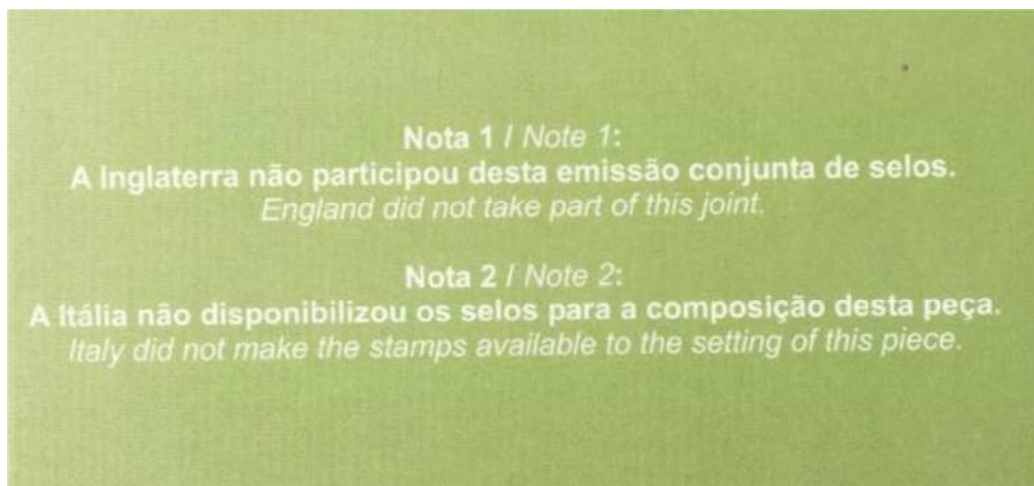 Nota 1 / Note 1:
A Inglaterra não participou desta emissão conjunta de selos.
England did not take part of this joint.
Nota 2 / Note 2:
A Itália não disponibilizou os selos para a composição desta peça.
Italy did not make the stamps available to the setting of this piece.